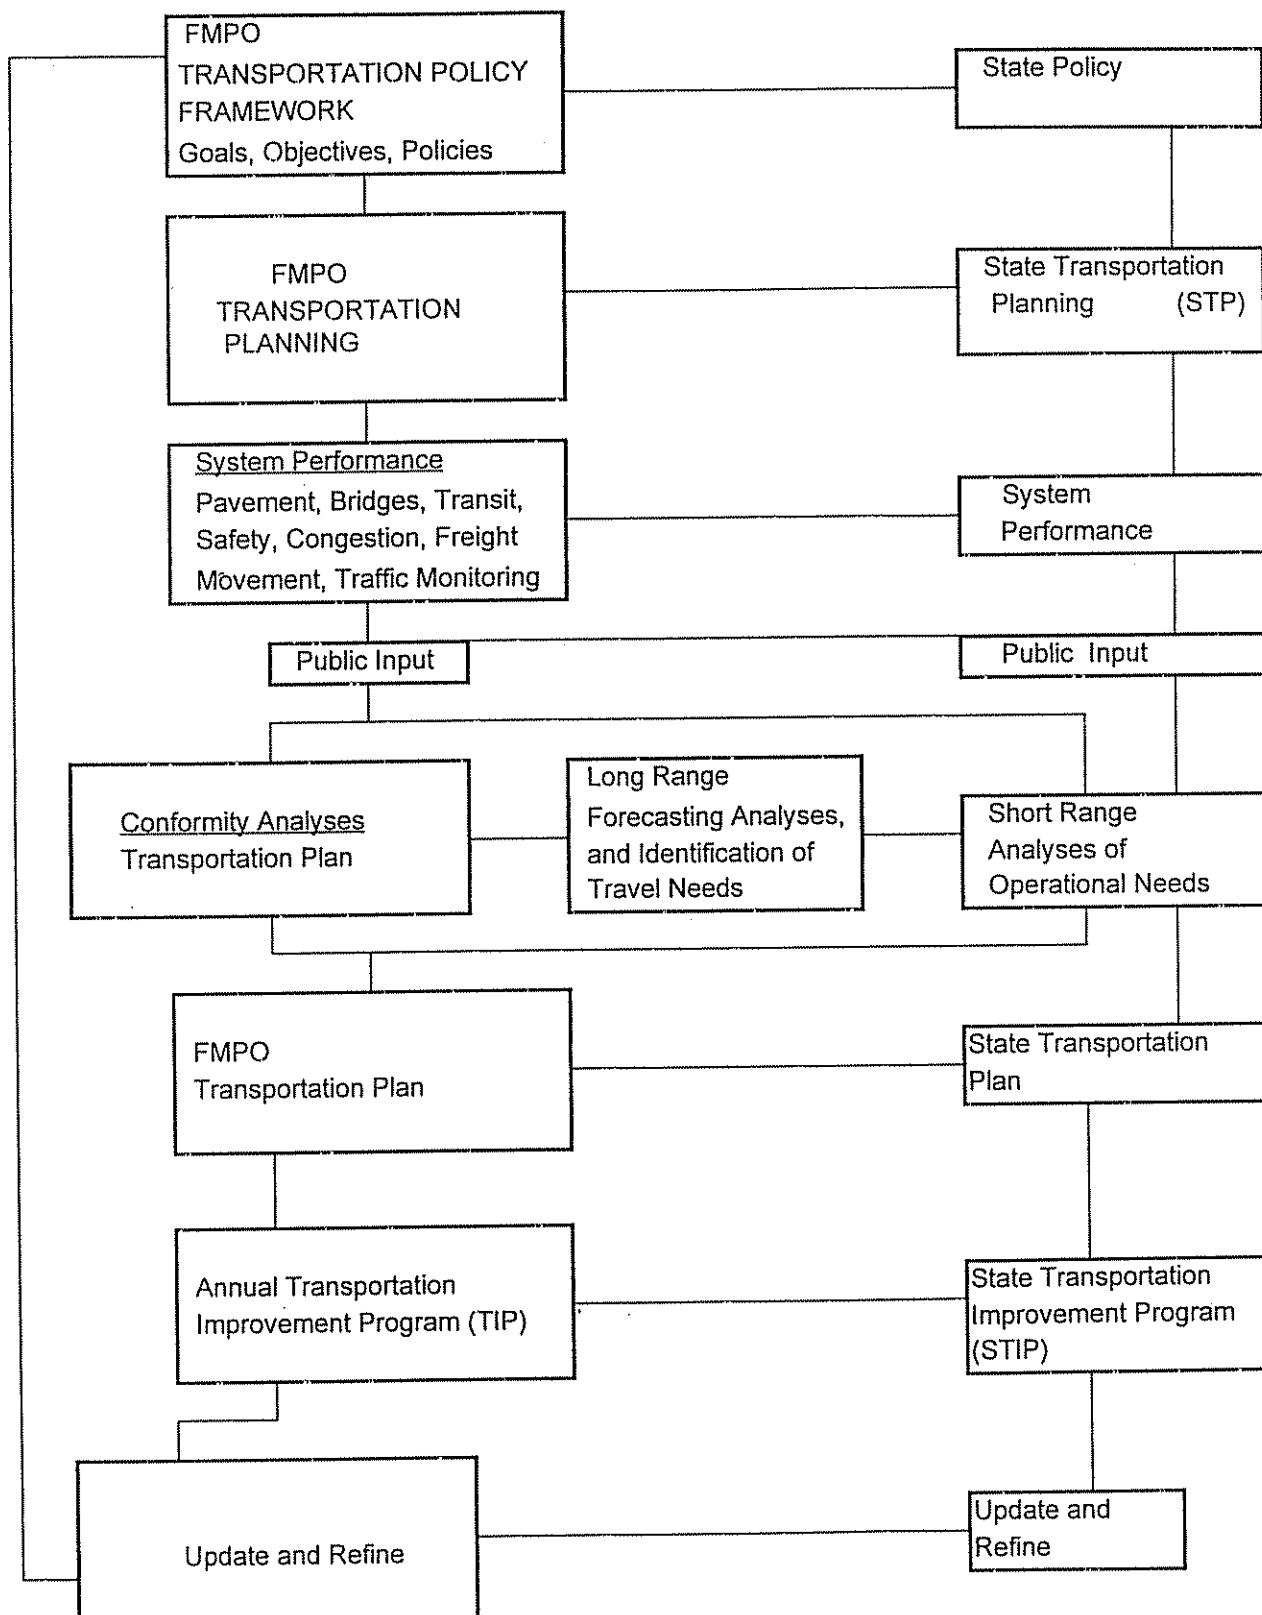 FMPO
TRANSPORTATION POLICY
FRAMEWORK
Goals, Objectives, Policies
State Policy
FMPO
TRANSPORTATION
PLANNING
State Transportation
Planning (STP)
System Performance
Pavement, Bridges, Transit,
Safety, Congestion, Freight
Movement, Traffic Monitoring
System
Performance
Public Input
Public Input
Conformity Analyses
Transportation Plan
Long Range
Forecasting Analyses,
and Identification of
Travel Needs
Short Range
Analyses of
Operational Needs
FMPO
Transportation Plan
State Transportation
Plan
Annual Transportation
Improvement Program (TIP)
State Transportation
Improvement Program
(STIP)
Update and Refine
Update and
Refine